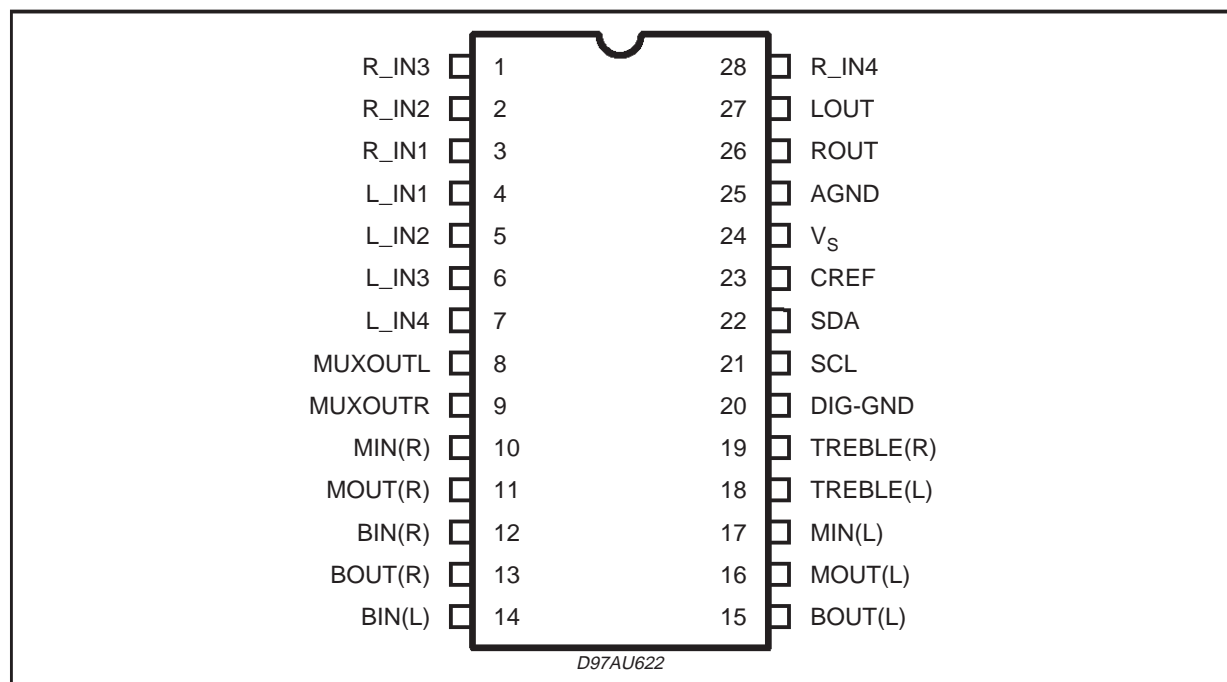 R_IN3 1 28 R_IN4
R_IN2 2 27 LOUT
R_IN1 3 26 ROUT
L_IN1 4 25 AGND
L_IN2 5 24 VS
L_IN3 6 23 CREF
L_IN4 7 22 SDA
MUXOUTL 8 21 SCL
MUXOUTR 9 20 DIG-GND
MIN(R) 10 19 TREBLE(R)
MOUT(R) 11 18 TREBLE(L)
BIN(R) 12 17 MIN(L)
BOUT(R) 13 16 MOUT(L)
BIN(L) 14 15 BOUT(L)
D97AU622